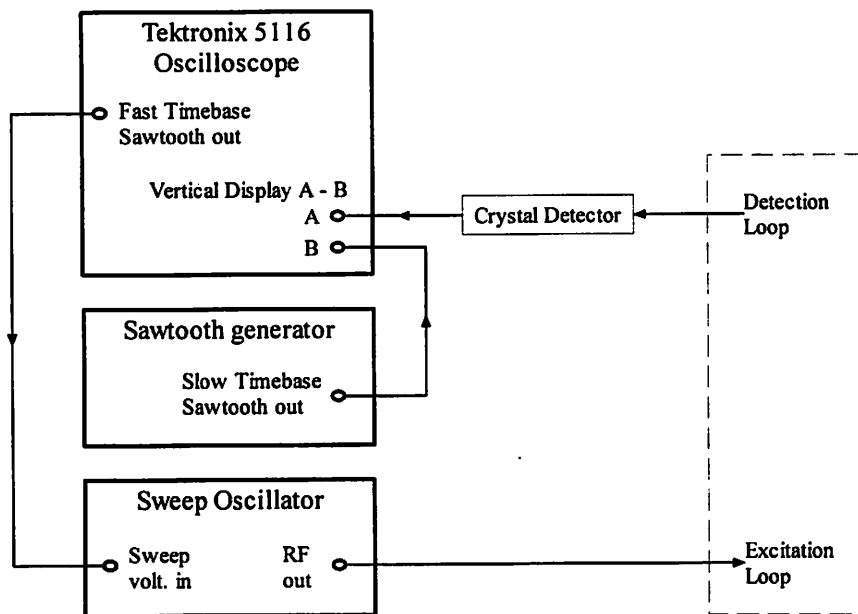 Tektronix 5116
Oscilloscope
Fast Timebase
Sawtooth out
Vertical Display A - B
A
B
Crystal Detector
Detection
Loop
Sawtooth generator
Slow Timebase
Sawtooth out
Sweep Oscillator
Sweep
volt. in
RF
out
Excitation
Loop